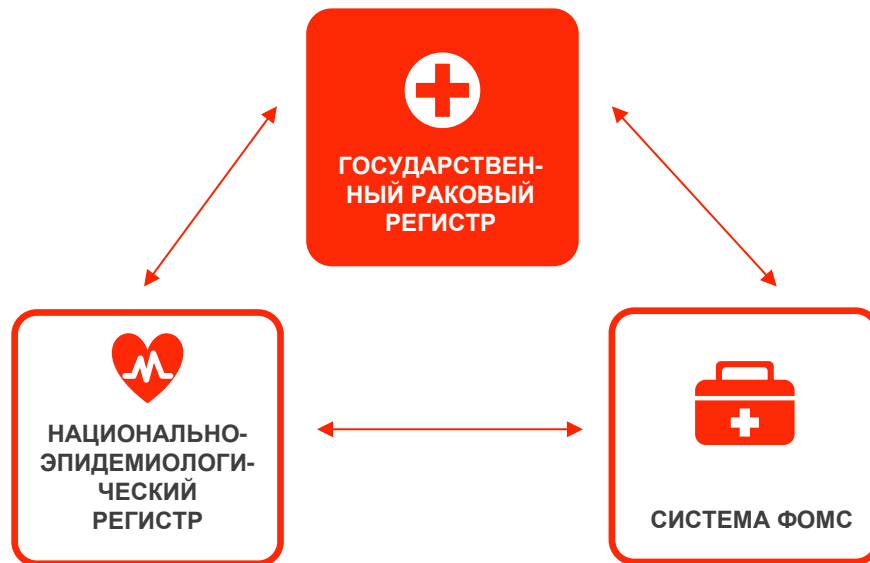 ГОСУДАРСТВЕН-
НЫЙ РАКОВЫЙ
РЕГИСТР
НАЦИОНАЛЬНО-
ЭПИДЕМИОЛОГИ-
ЧЕСКИЙ
РЕГИСТР
СИСТЕМА ФОМС